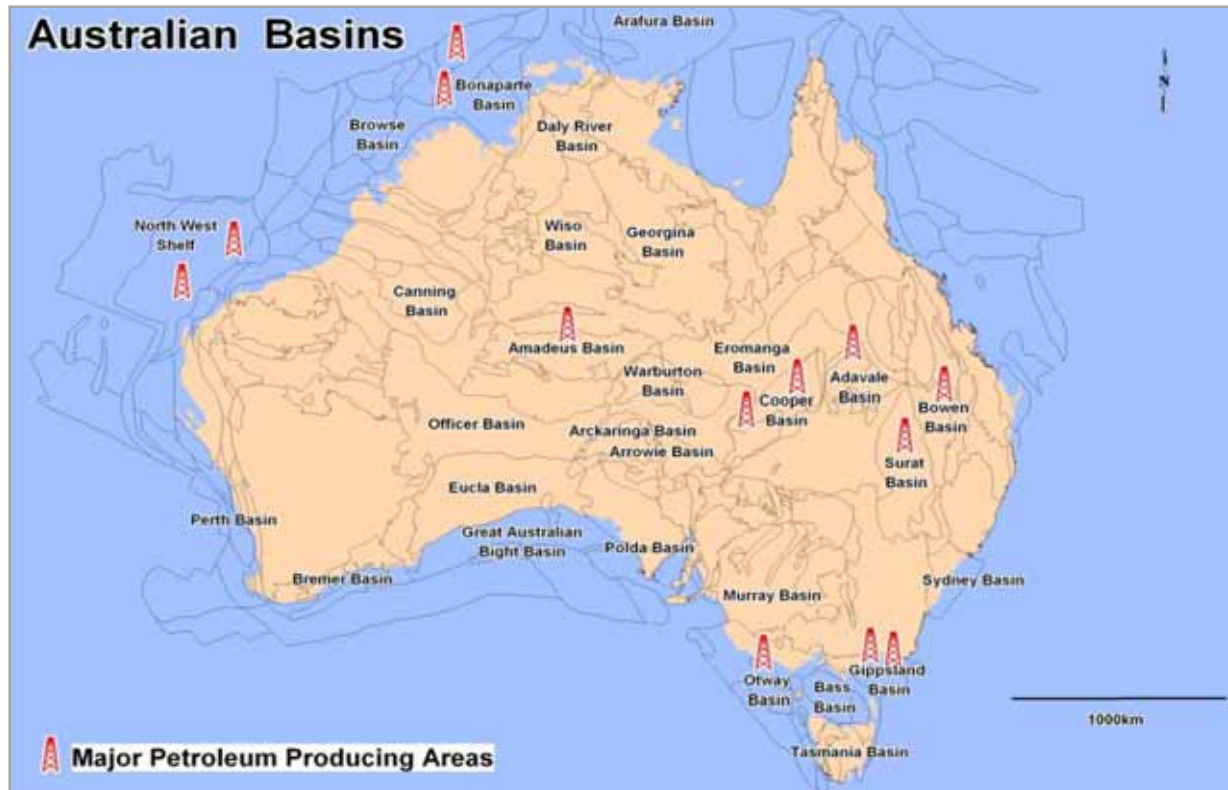 Australian Basins
Arafura Basin
N
Bonaparte
Basin
Browse
Basin
Daly River
Basin
North West
Shelf
Wiso
Basin
Georgina
Basin
Canning
Basin
Amadeus Basin
Eromanga
Basin
Warburton
Basin
Adavale
Basin
Cooper
Basin
Bowen
Basin
Officer Basin
Arckaringa Basin
Arrowie Basin
Surat
Basin
Eucla Basin
Perth Basin
Great Australian
Bight Basin
Polda Basin
Bremer Basin
Sydney Basin
Murray Basin
Otway
Basin
Bass
Basin
Gippsland
Basin
1000km
Tasmania Basin
Major Petroleum Producing Areas